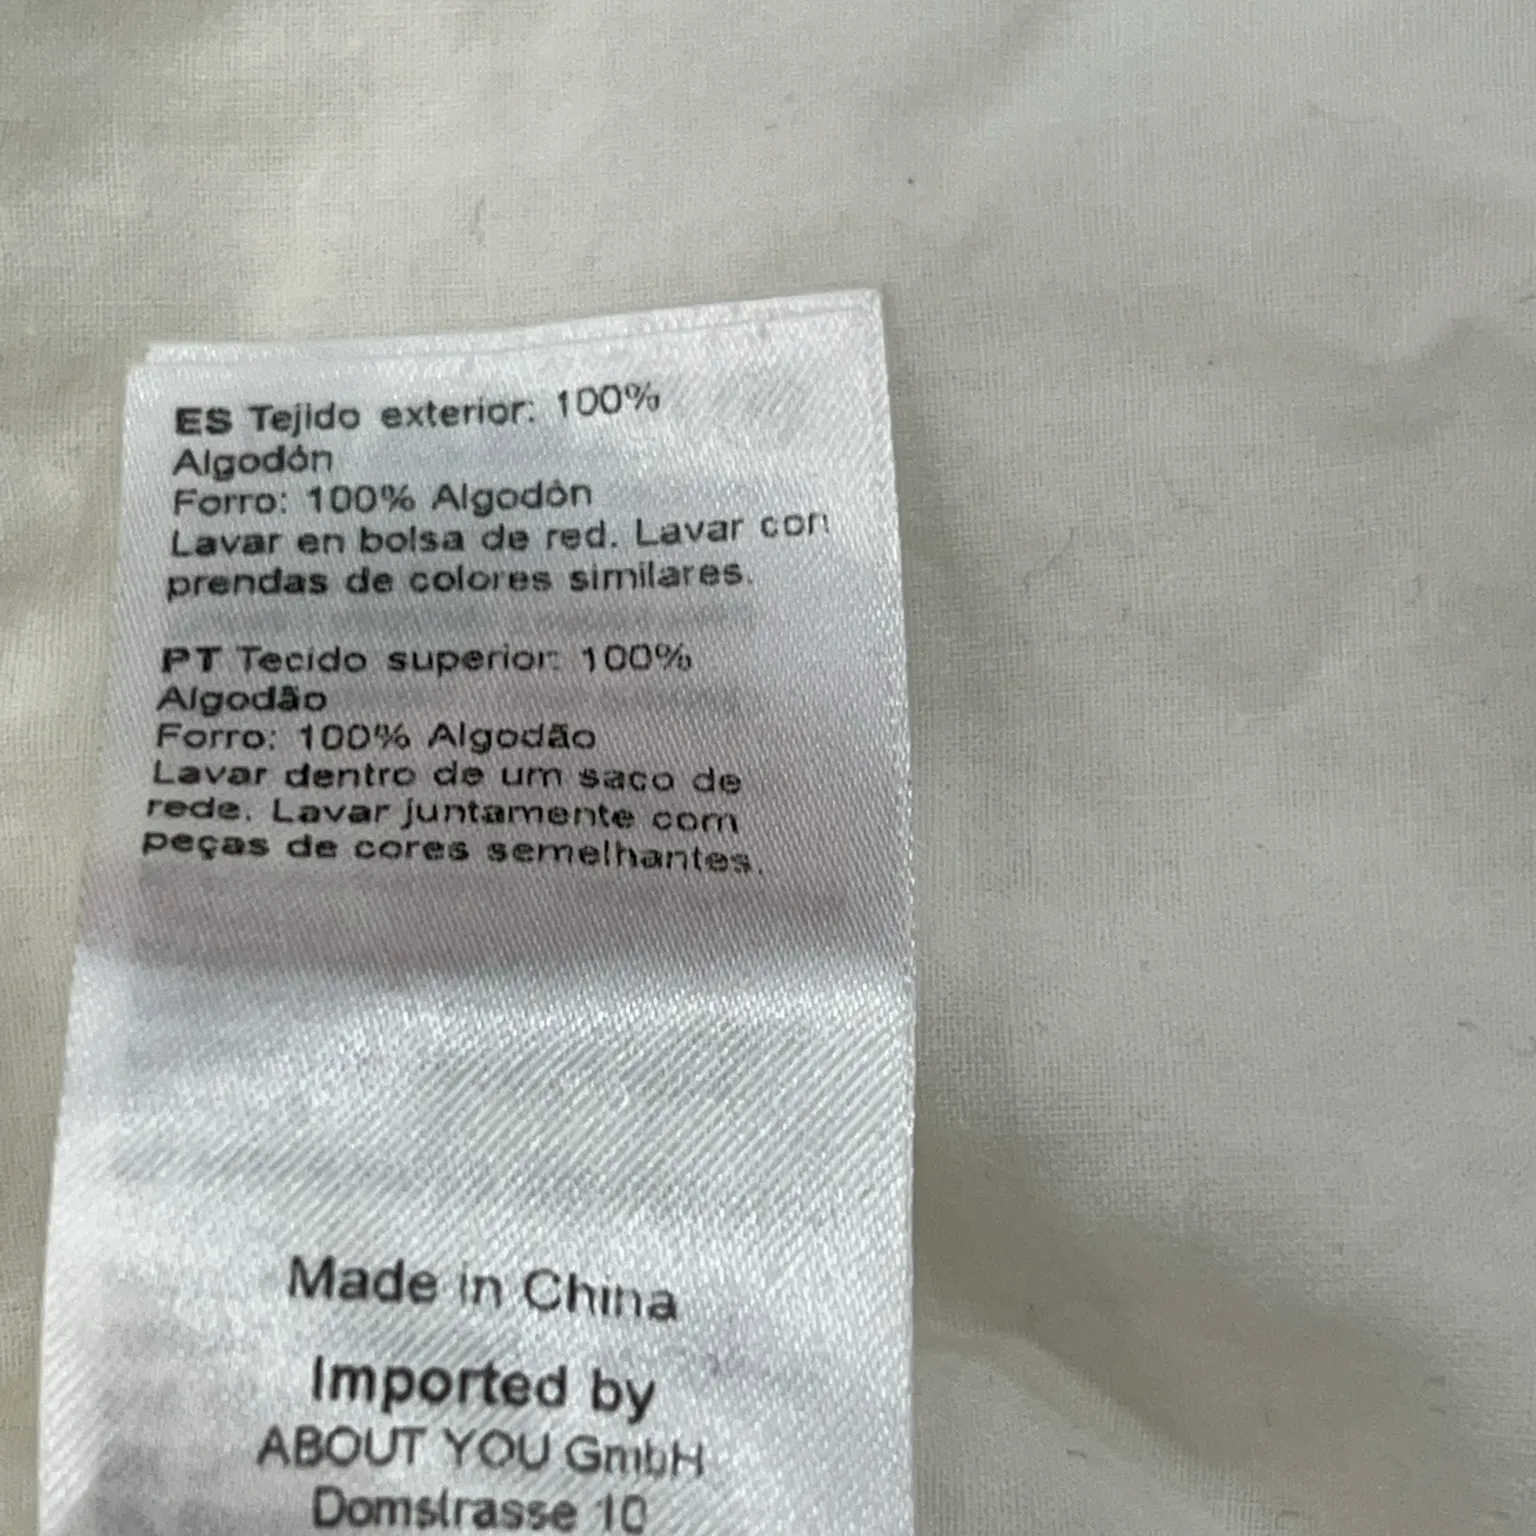 ES Tejido exterior: 100%
Algodón
Forro: 100% Algodón
Lavar en bolsa de red. Lavar con
prendas de colores similares.
PT Tecido superior: 100%
Algodão
Forro: 100% Algodão
Lavar dentro de um saco de
rede. Lavar juntamente com
peças de cores semelhantes.
Made in China
Imported by
ABOUT YOU GmbH
Domstrasse 10